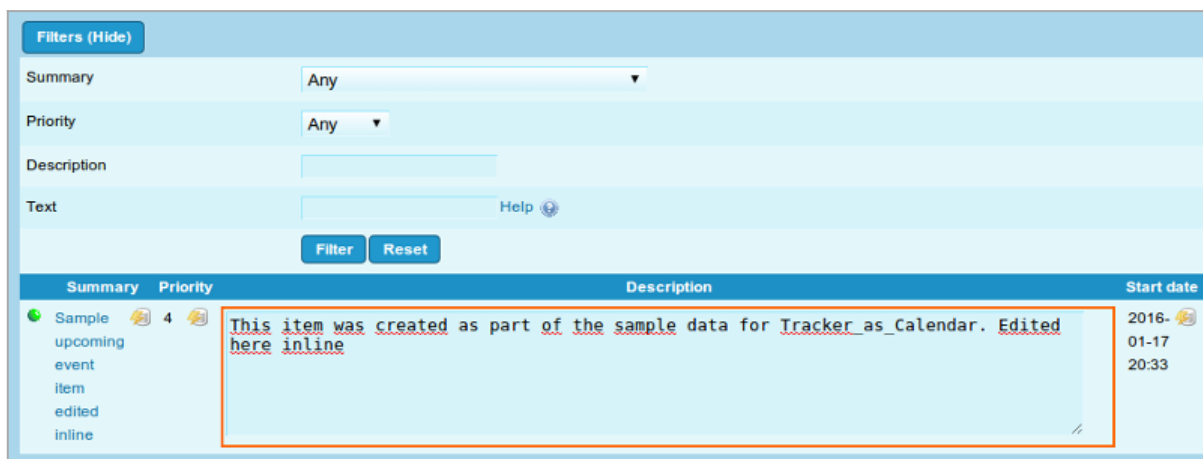 Filters (Hide)
Summary Any
Priority Any
Description
Text Help
Filter Reset
Summary Priority Description Start date
Sample 4 This item was created as part of the sample data for Tracker_as_Calendar. Edited 2016-
upcoming here inline 01-17
event 20:33
item
edited
inline